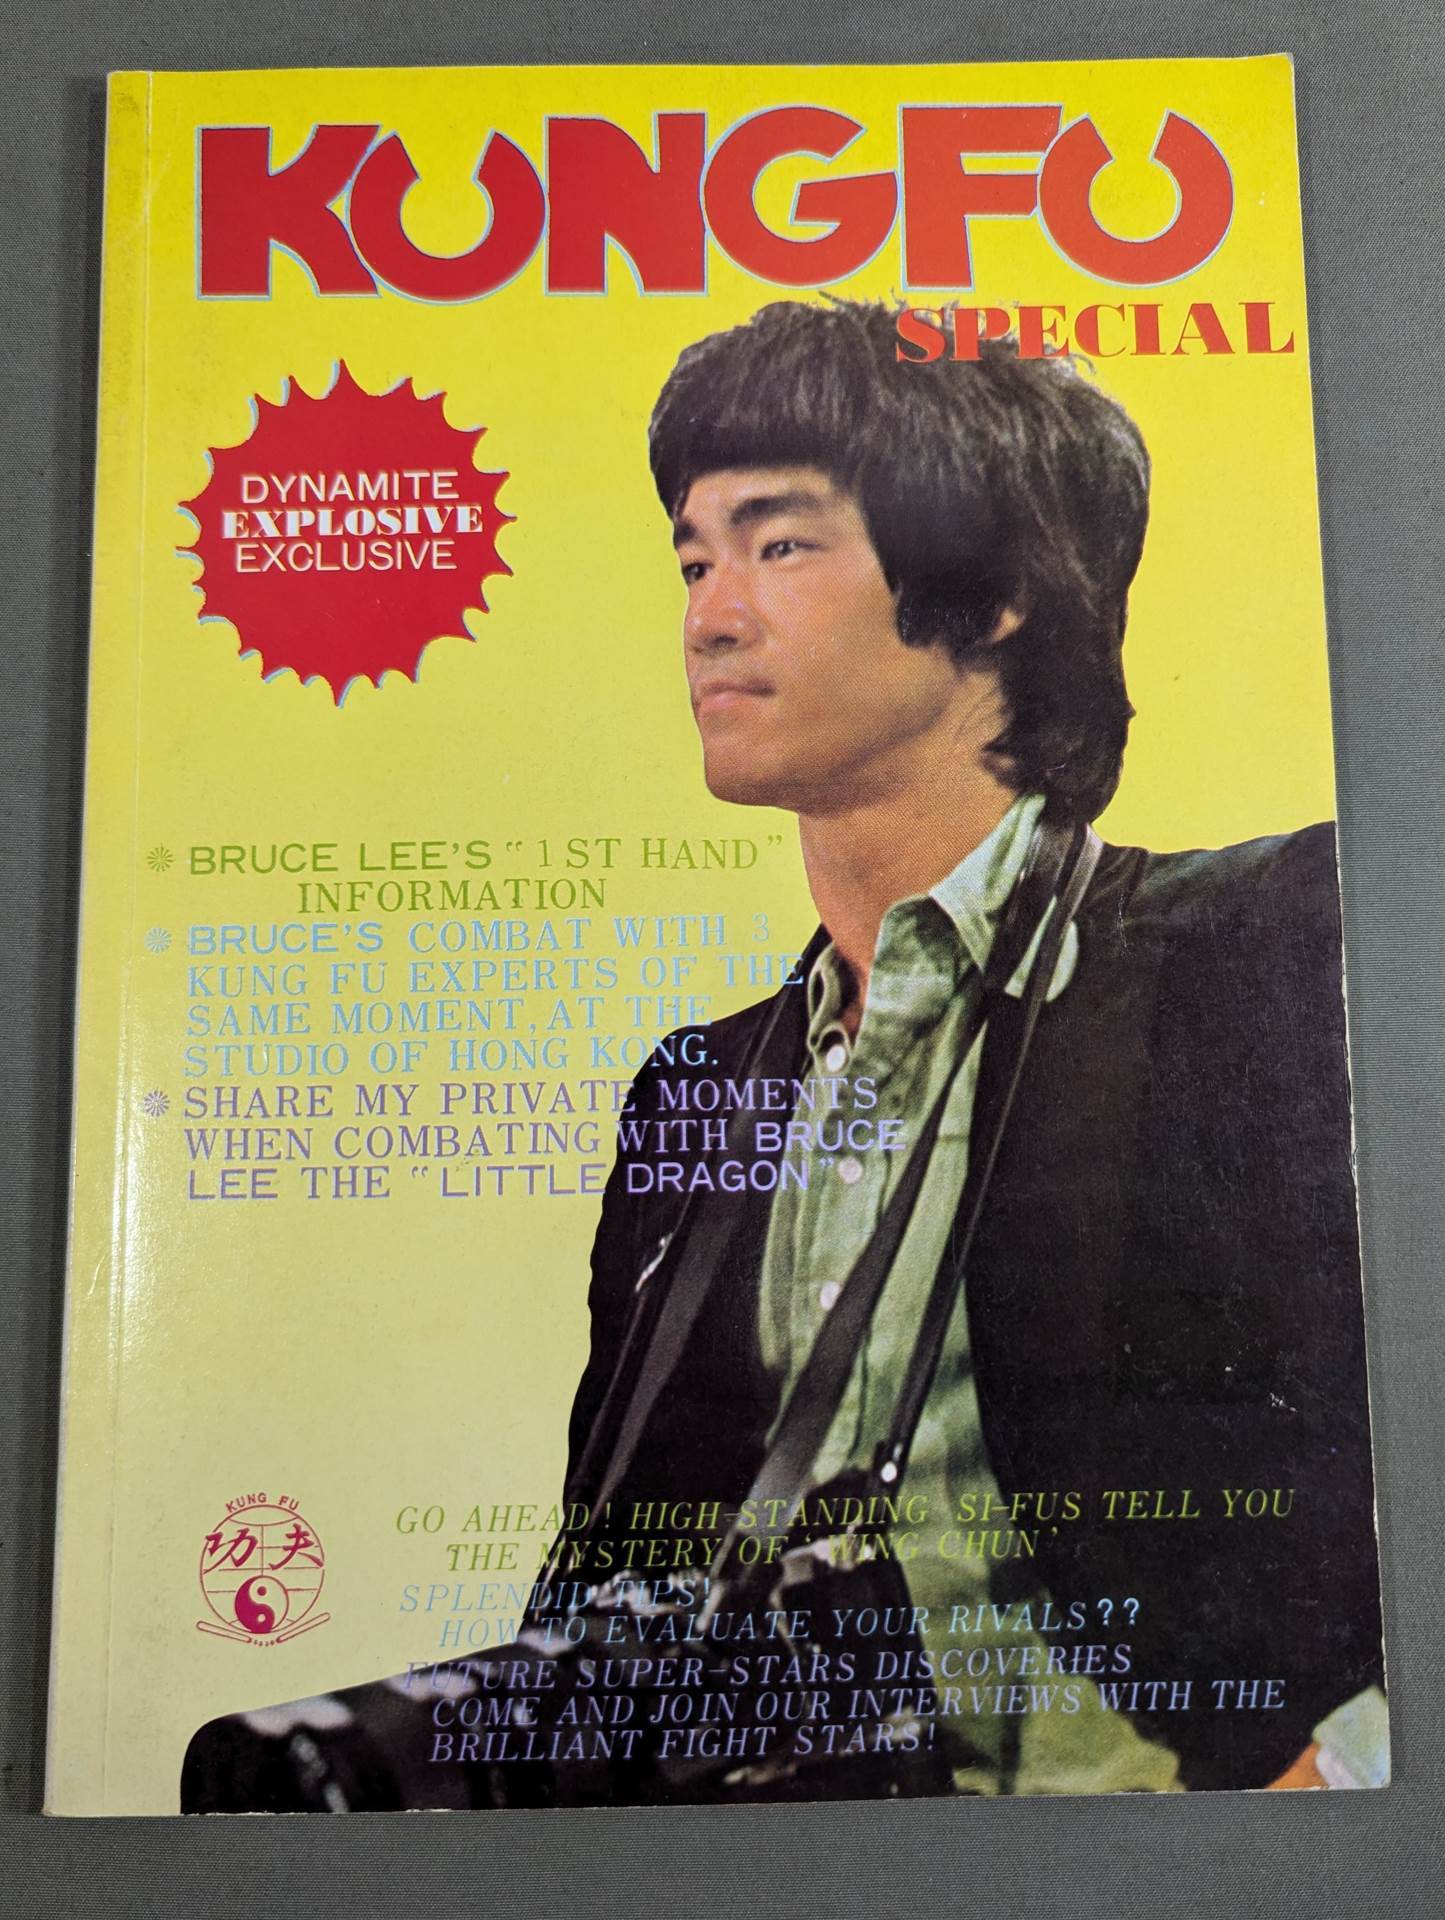 KUNGFU
SPECIAL
DYNAMITE
EXPLOSIVE
EXCLUSIVE
BRUCE LEE'S "1ST HAND"
INFORMATION
BRUCE'S COMBAT WITH 3
KUNG FU EXPERTS OF THE
SAME MOMENT, AT THE
STUDIO OF HONG KONG.
SHARE MY PRIVATE MOMENTS
WHEN COMBATING WITH BRUCE
LEE THE "LITTLE DRAGON"
KUNG FU
功夫
GO AHEAD! HIGH-STANDING SI-FUS TELL YOU
THE MYSTERY OF 'WING CHUN'
SPLENDID TIPS!
HOW TO EVALUATE YOUR RIVALS??
FUTURE SUPER-STARS DISCOVERIES
COME AND JOIN OUR INTERVIEWS WITH THE
BRILLIANT FIGHT STARS!